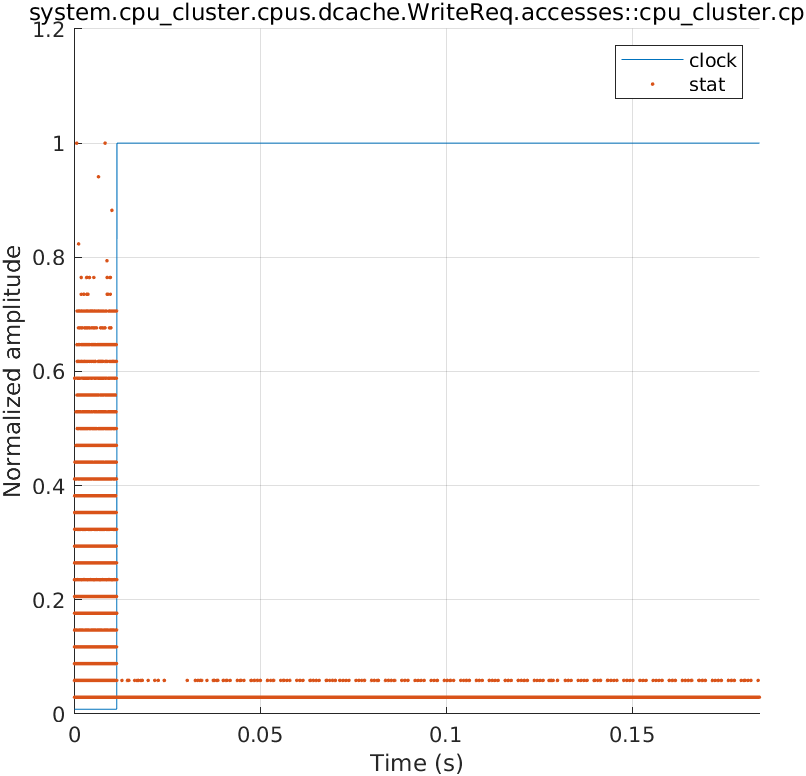 system.cpu_cluster.cpus.dcache.WriteReq.accesses::cpu_cluster.cp
1.2
1
0.8
0.6
0.4
0.2
0
Normalized amplitude
clock
stat
0 0.05 0.1 0.15
Time (s)